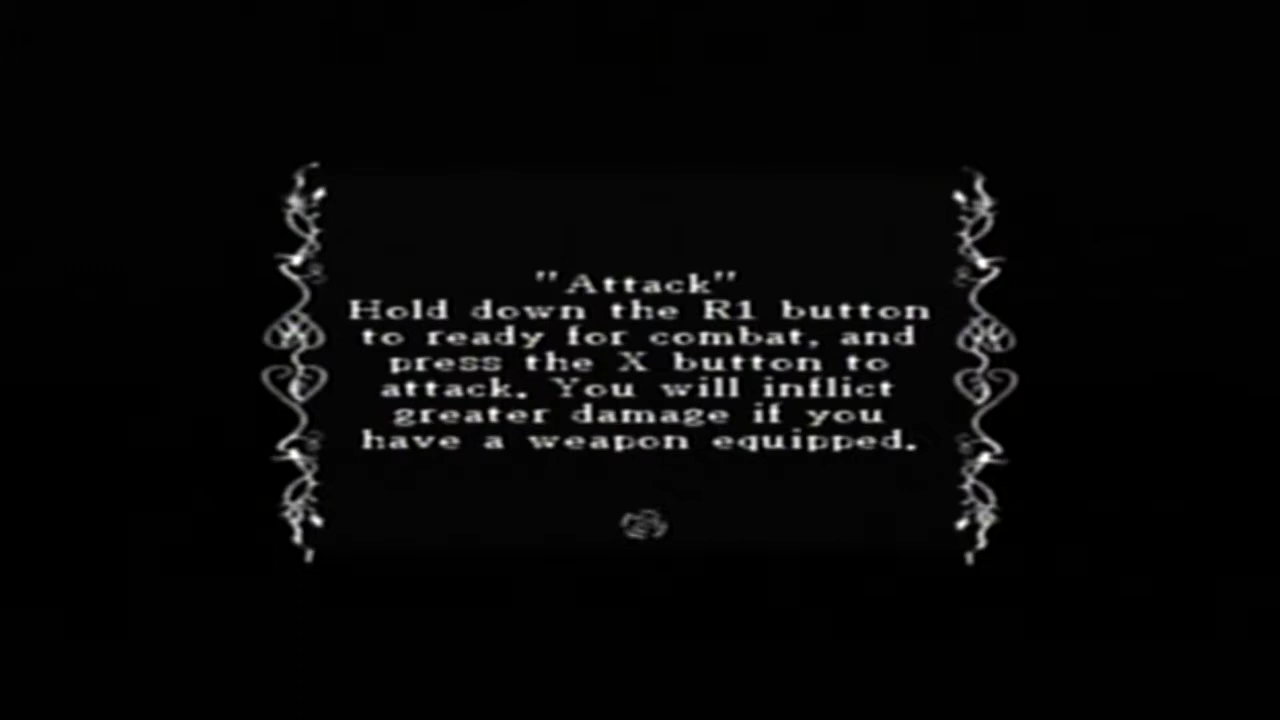 "Attack"
Hold down the R1 button
to ready for combat, and
press the X button to
attack. You will inflict
greater damage if you
have a weapon equipped.